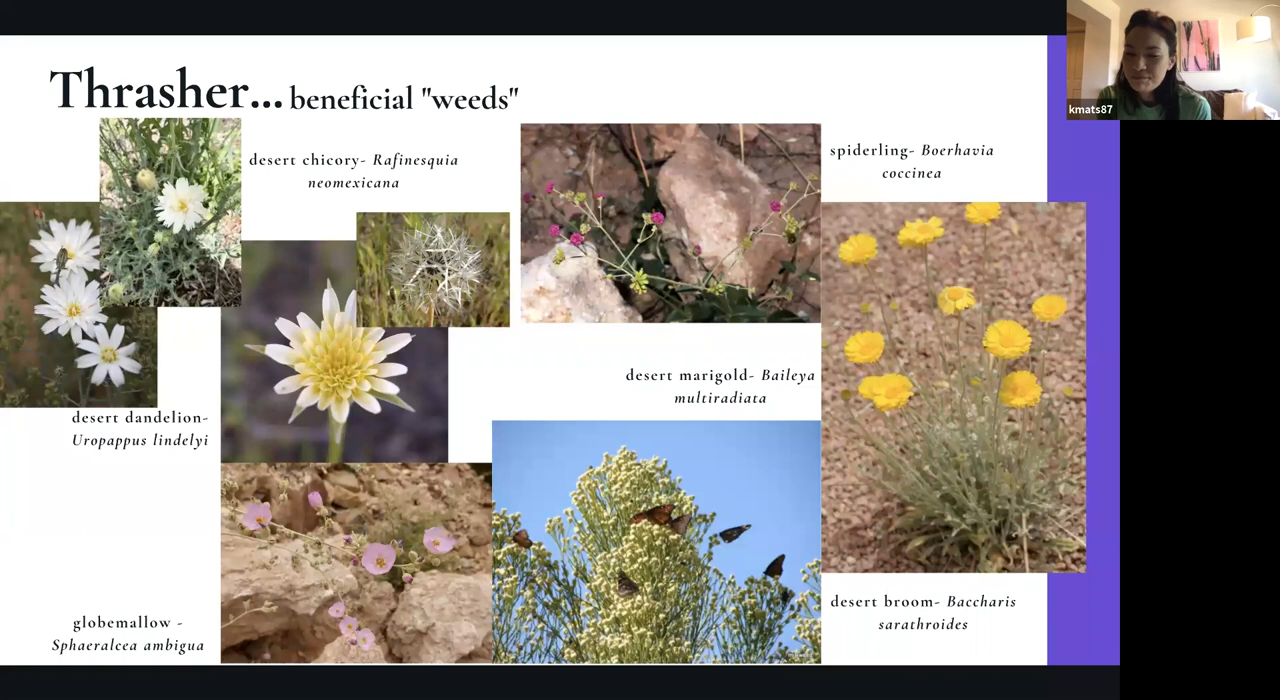 Thrasher... beneficial "weeds"
kmats87
desert chicory- Rafinesquia
neomexicana
spiderling- Boerhavia
coccinea
desert marigold- Baileya
multiradiata
desert dandelion-
Uropappus lindelyi
globemallow -
Sphaeralcea ambigua
desert broom- Baccharis
sarathroides